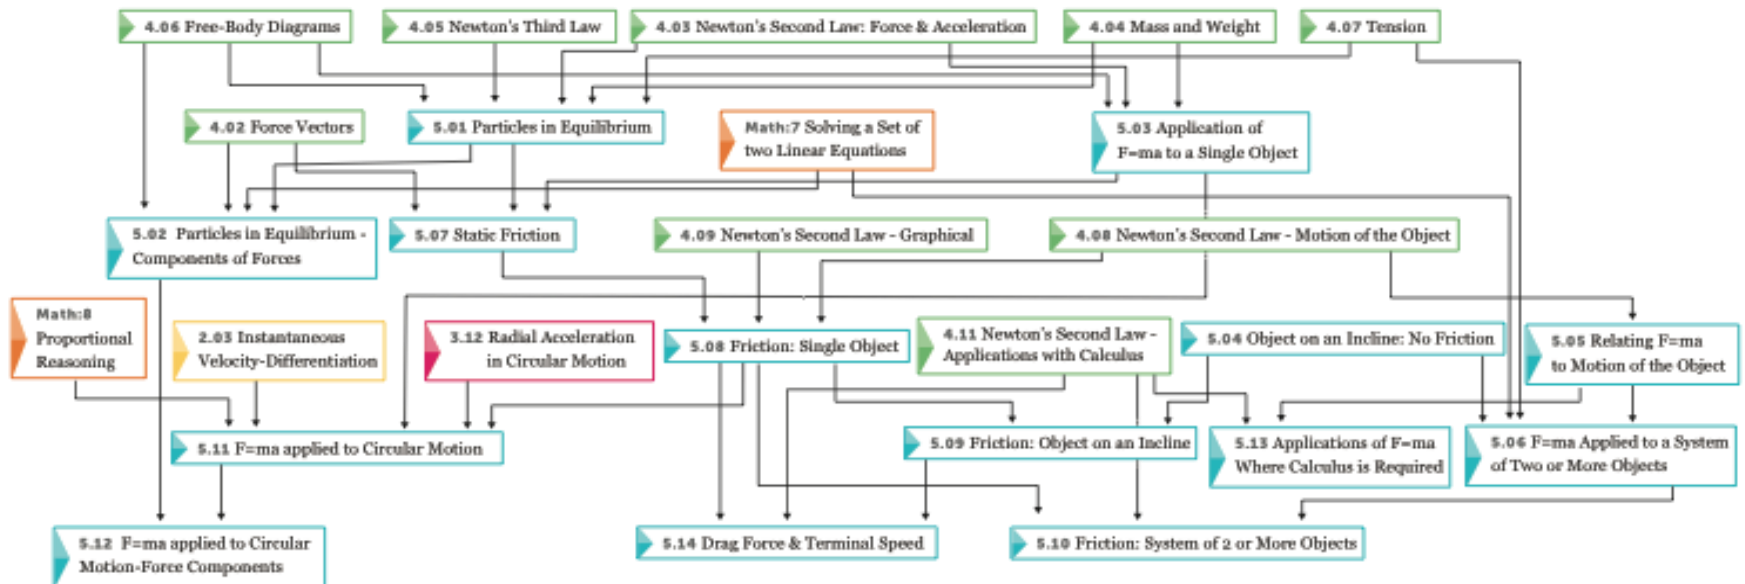 4.06 Free-Body Diagrams
4.05 Newton's Third Law
4.03 Newton's Second Law: Force & Acceleration
4.04 Mass and Weight
4.07 Tension
4.02 Force Vectors
5.01 Particles in Equilibrium
Math:7 Solving a Set of
two Linear Equations
5.03 Application of
F=ma to a Single Object
5.02 Particles in Equilibrium -
Components of Forces
5.07 Static Friction
4.09 Newton's Second Law - Graphical
4.08 Newton's Second Law - Motion of the Object
Math:8
Proportional
Reasoning
2.03 Instantaneous
Velocity-Differentiation
3.12 Radial Acceleration
in Circular Motion
5.08 Friction: Single Object
4.11 Newton's Second Law -
Applications with Calculus
5.04 Object on an Incline: No Friction
5.05 Relating F=ma
to Motion of the Object
5.11 F=ma applied to Circular Motion
5.09 Friction: Object on an Incline
5.13 Applications of F=ma
Where Calculus is Required
5.06 F=ma Applied to a System
of Two or More Objects
5.12 F=ma applied to Circular
Motion-Force Components
5.14 Drag Force & Terminal Speed
5.10 Friction: System of 2 or More Objects